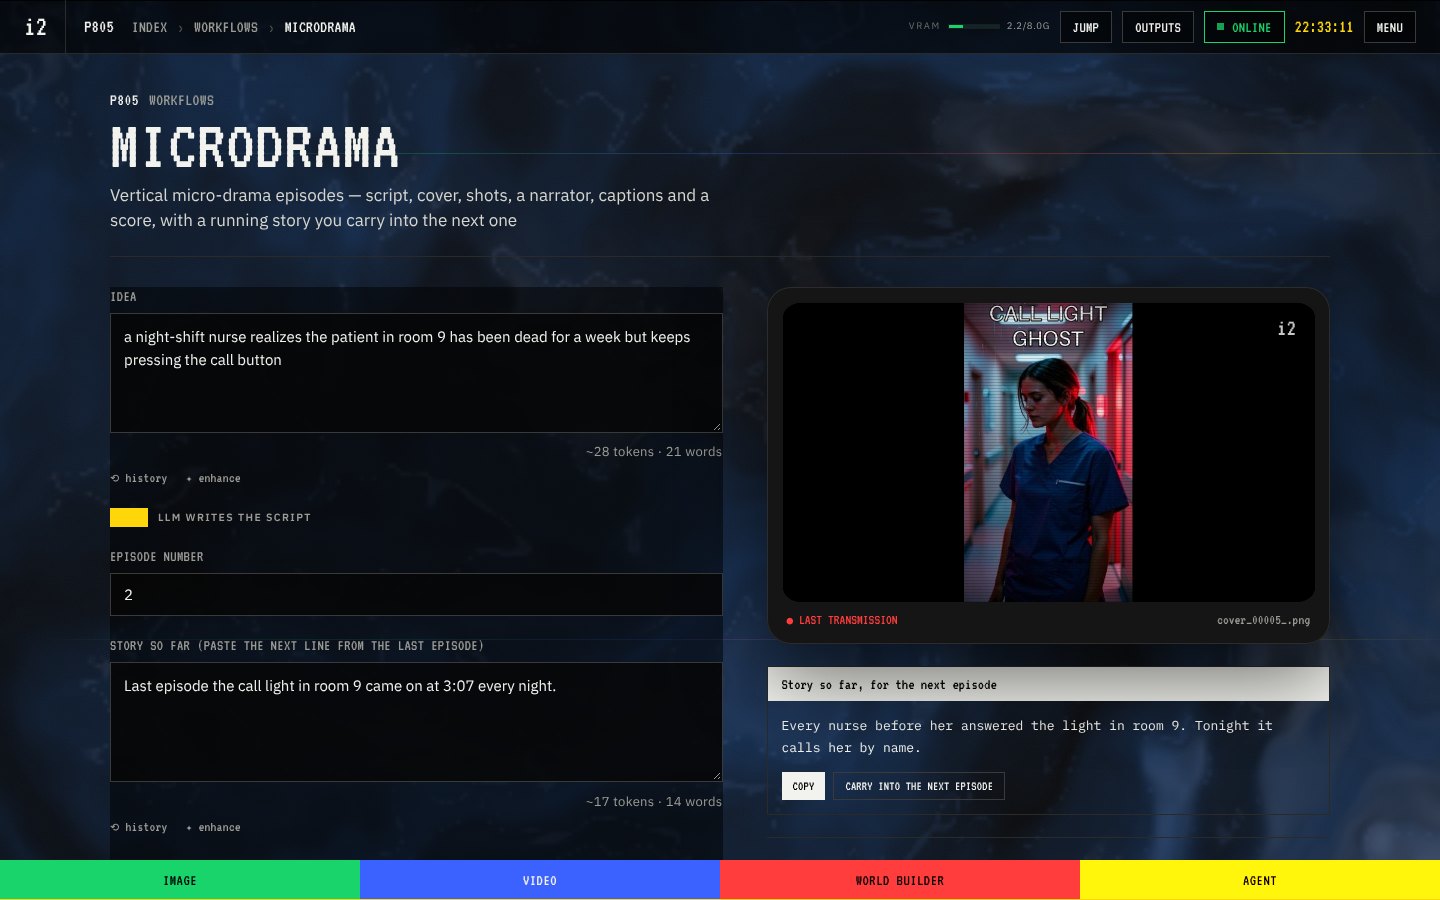 i2 P805 INDEX › WORKFLOWS › MICRODRAMA VRAM 2.2/8.0G JUMP OUTPUTS ONLINE 22:33:11 MENU
P805 WORKFLOWS
MICRODRAMA
Vertical micro-drama episodes — script, cover, shots, a narrator, captions and a
score, with a running story you carry into the next one
IDEA
a night-shift nurse realizes the patient in room 9 has been dead for a week but keeps
pressing the call button
~28 tokens · 21 words
⟲ history ✦ enhance
LLM WRITES THE SCRIPT
EPISODE NUMBER
2
STORY SO FAR (PASTE THE NEXT LINE FROM THE LAST EPISODE)
Last episode the call light in room 9 came on at 3:07 every night.
~17 tokens · 14 words
⟲ history ✦ enhance
CALL LIGHT
GHOST
i2
● LAST TRANSMISSION cover_00005_.png
Story so far, for the next episode
Every nurse before her answered the light in room 9. Tonight it
calls her by name.
COPY CARRY INTO THE NEXT EPISODE
IMAGE VIDEO WORLD BUILDER AGENT